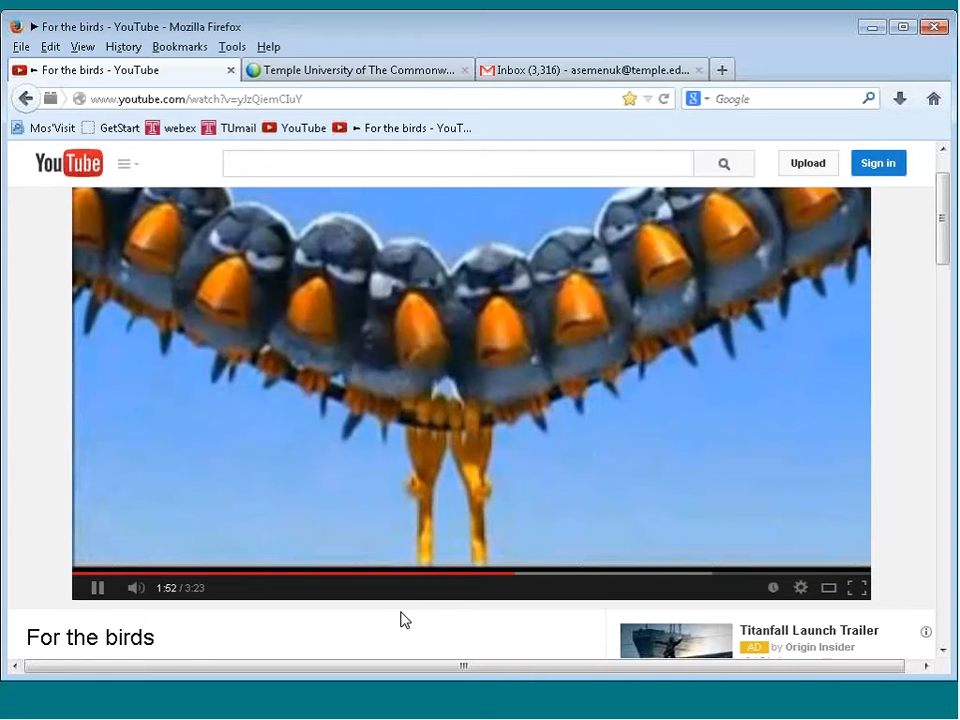 ► For the birds - YouTube - Mozilla Firefox
File Edit View History Bookmarks Tools Help
► For the birds - YouTube
Temple University of The Commonw...
Inbox (3,316) - asemenuk@temple.ed...
www.youtube.com/watch?v=yJzQiemCIuY
Google
Mos'Visit GetStart webex TUmail YouTube ► For the birds - YouT...
YouTube
Upload
Sign in
1:52 / 3:23
For the birds
Titanfall Launch Trailer
AD by Origin Insider